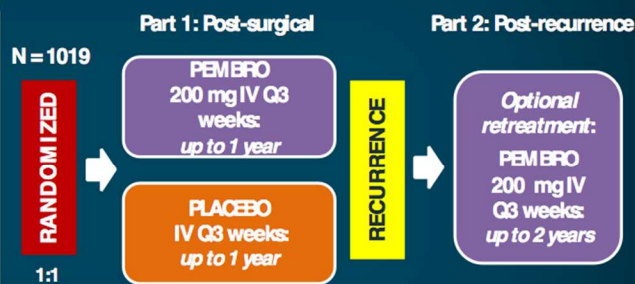 Part 1: Post-surgical
Part 2: Post-recurrence
N = 1019
RANDOMIZED
1:1
PEMBRO
200 mg IV Q3
weeks:
up to 1 year
PLACEBO
IV Q3 weeks:
up to 1 year
RECURRENCE
Optional
retreatment:
PEMBRO
200 mg IV
Q3 weeks:
up to 2 years